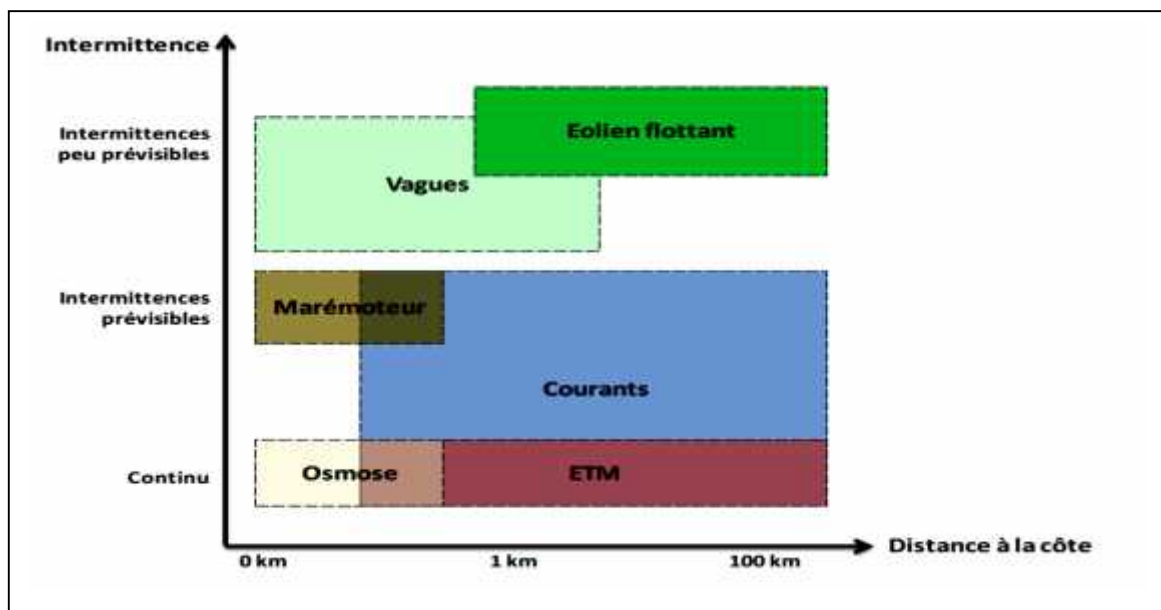 Intermittence
Intermittences
peu prévisibles
Eolien flottant
Vagues
Intermittences
prévisibles
Marémoteur
Courants
Continu
Osmose
ETM
0 km
1 km
100 km
Distance à la côte